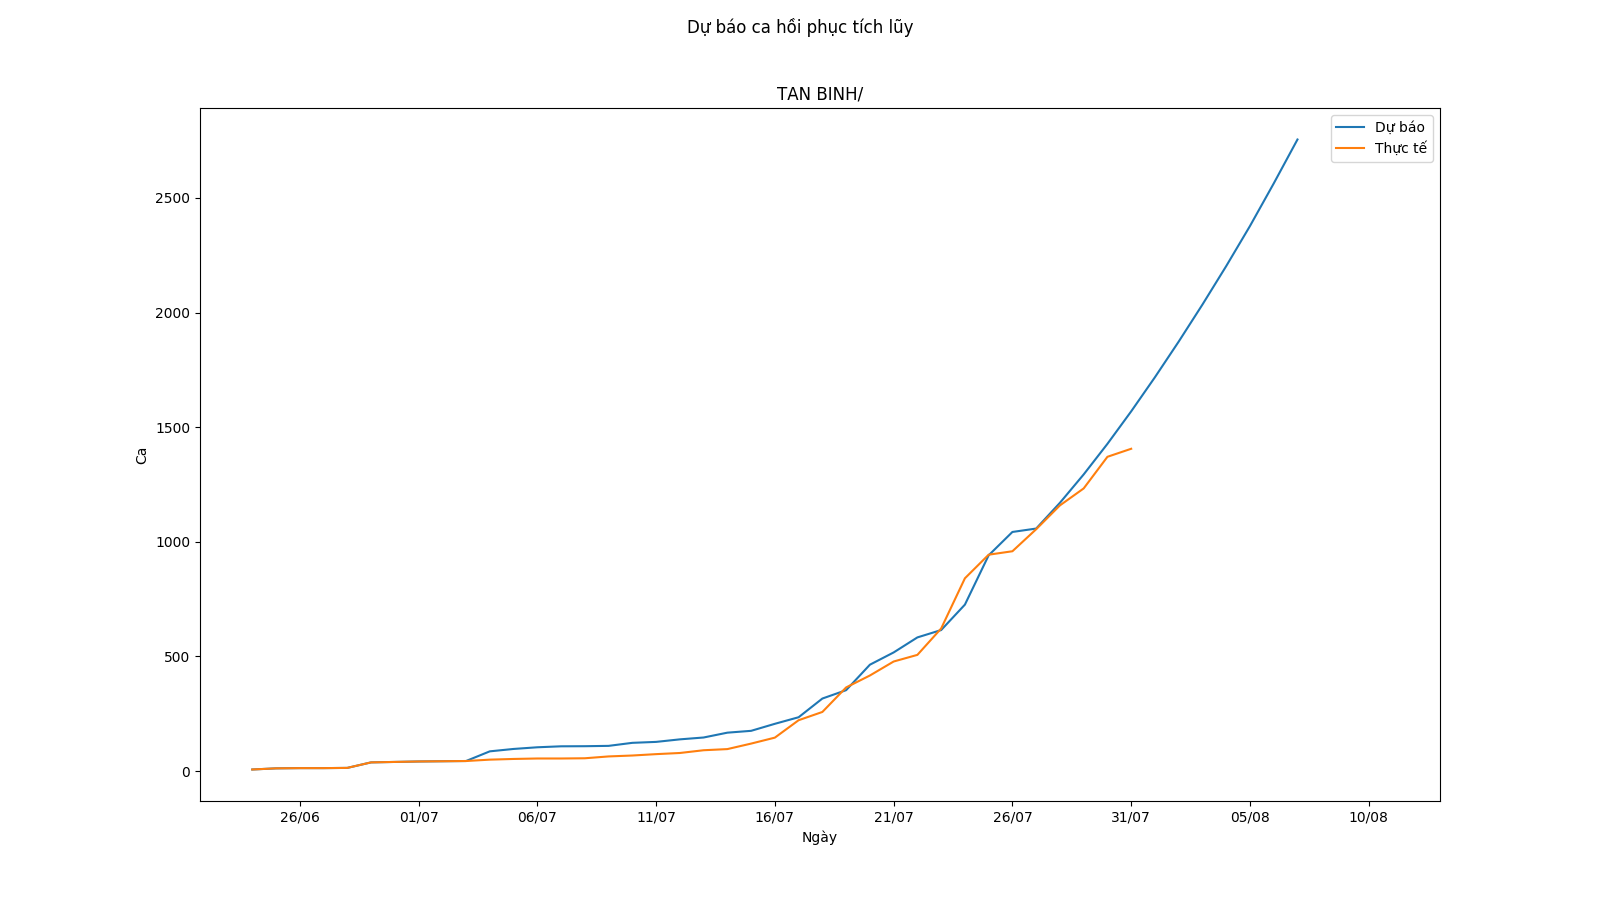 Dự báo ca hồi phục tích lũy
TAN BINH/
Dự báo
Thực tế
2500
2000
1500
1000
500
0
Ca
26/06 01/07 06/07 11/07 16/07 21/07 26/07 31/07 05/08 10/08
Ngày